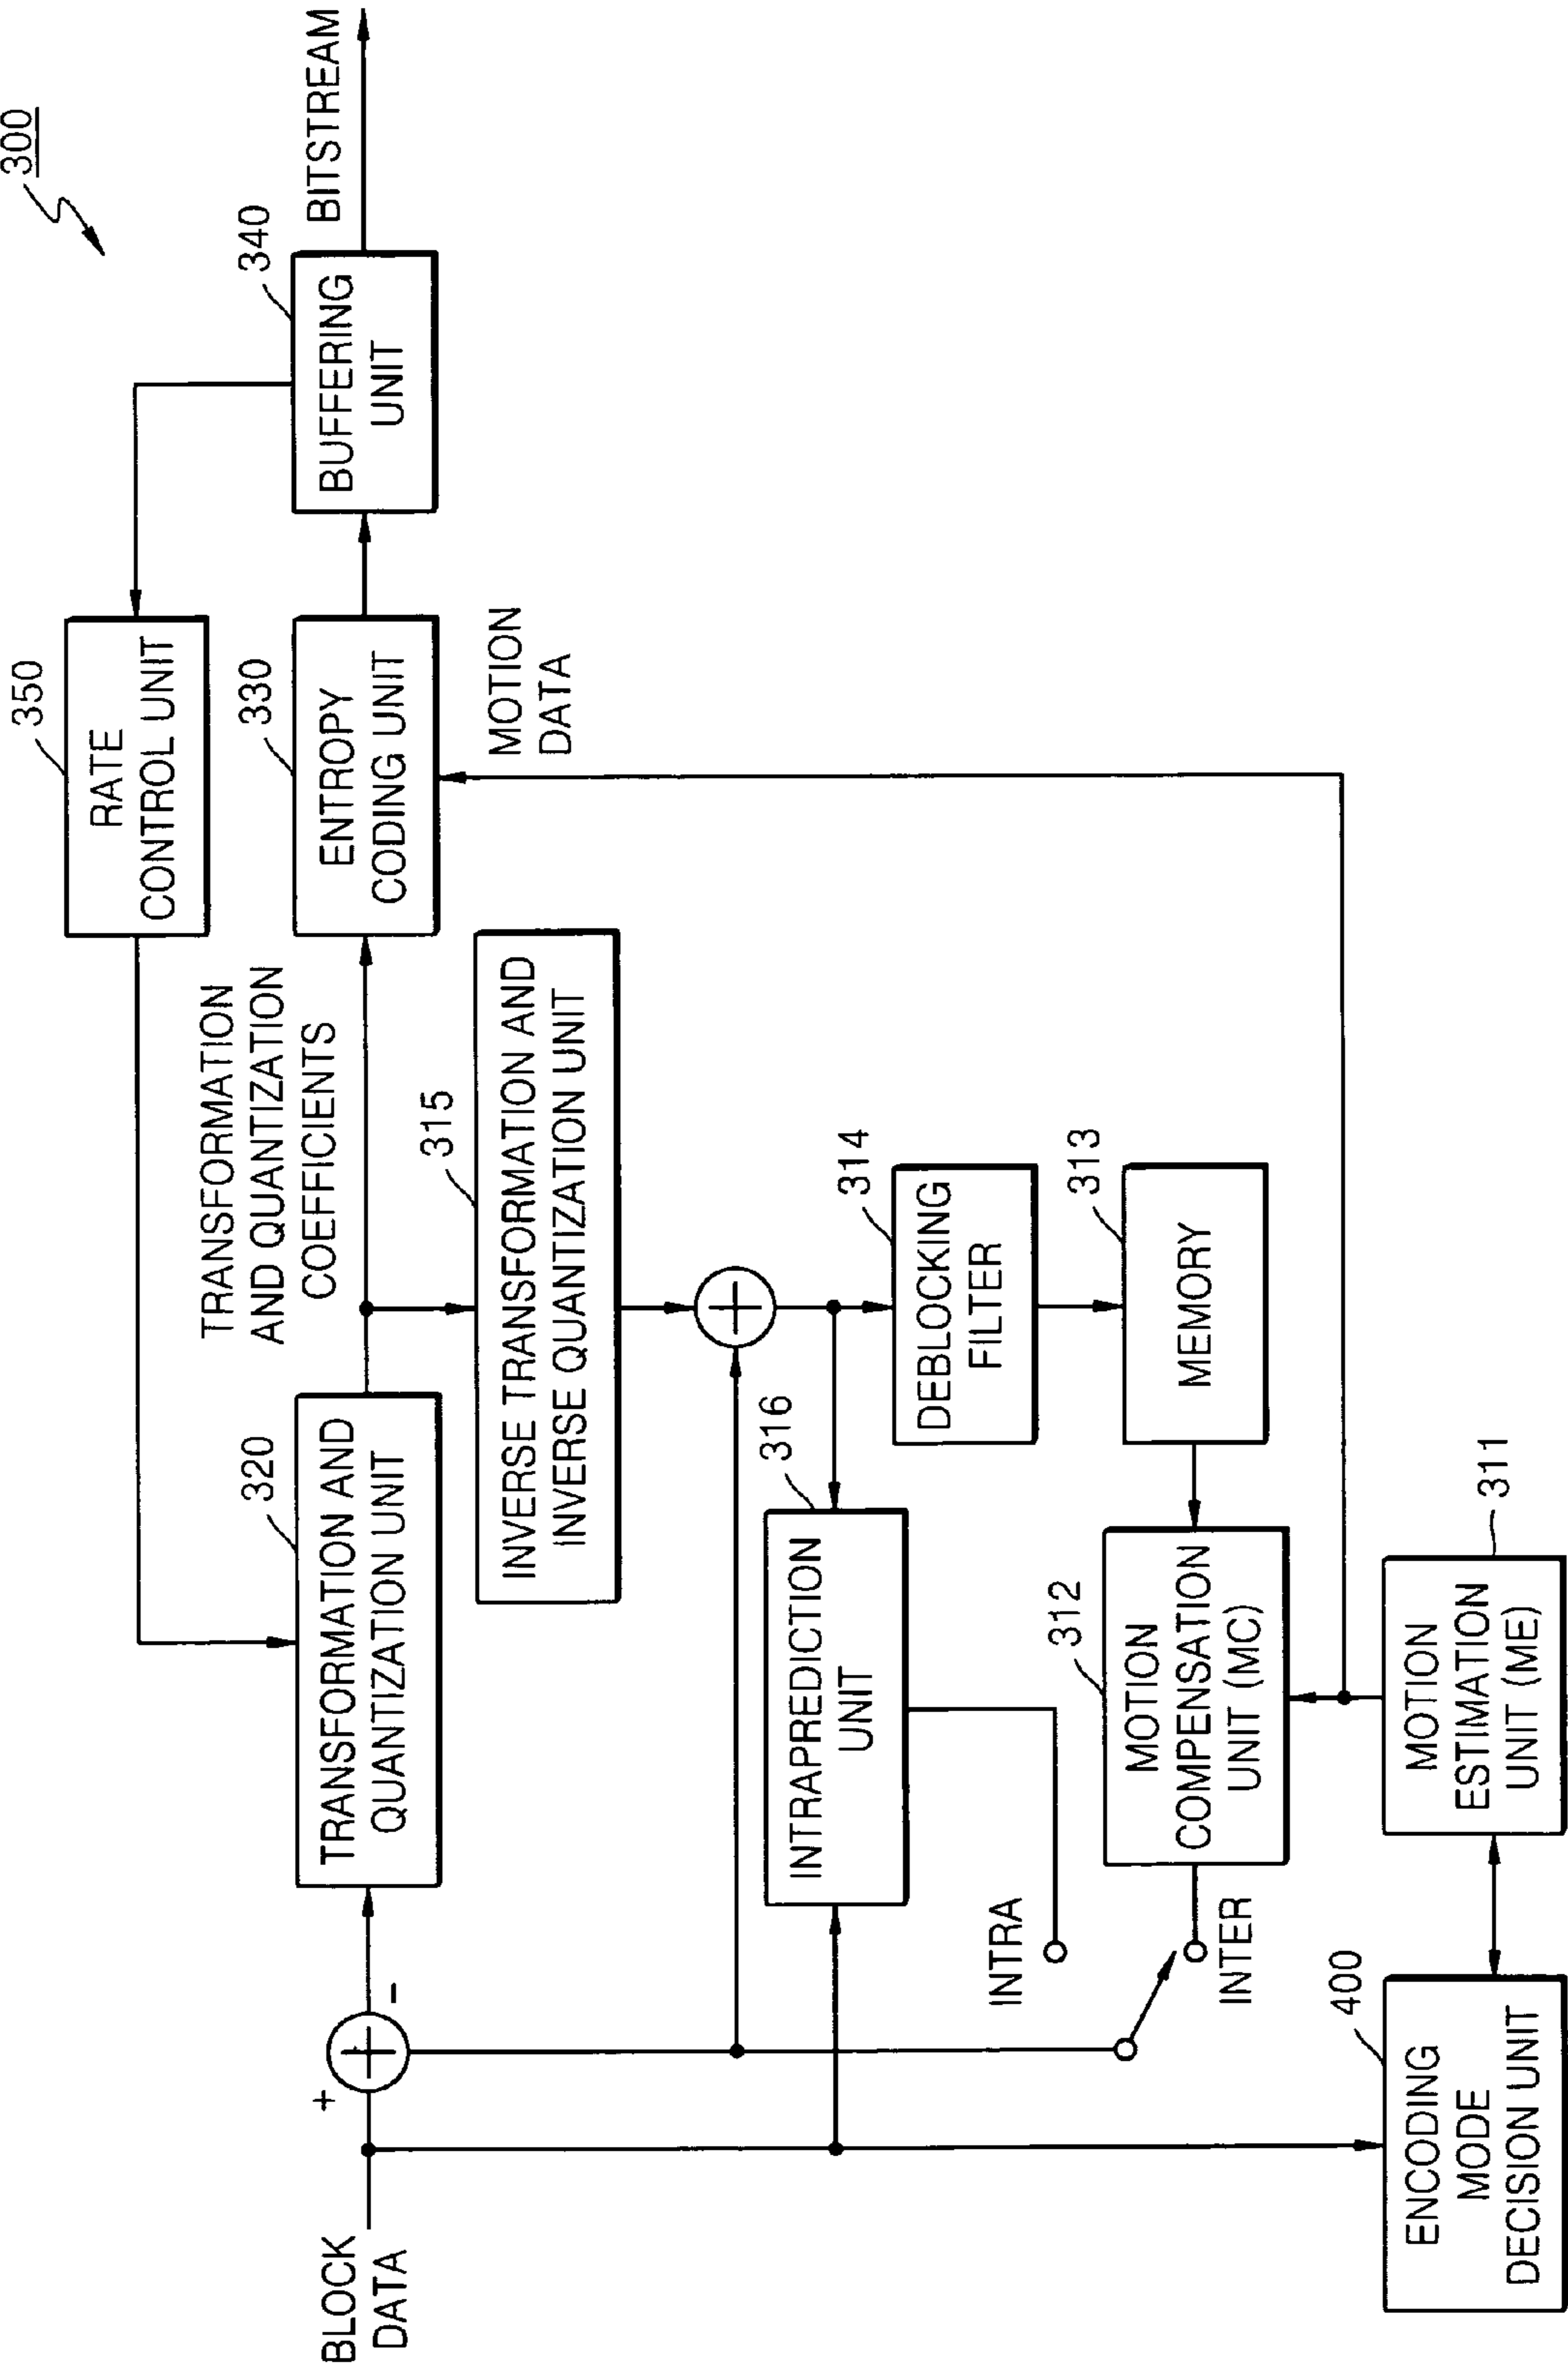 300
350
RATE
CONTROL UNIT
340
BUFFERING
UNIT
BITSTREAM
TRANSFORMATION
AND QUANTIZATION
COEFFICIENTS
330
ENTROPY
CODING UNIT
320
TRANSFORMATION AND
QUANTIZATION UNIT
+
-
BLOCK
DATA
315
INVERSE TRANSFORMATION AND
INVERSE QUANTIZATION UNIT
MOTION
DATA
316
INTRAPREDICTION
UNIT
314
DEBLOCKING
FILTER
INTRA
313
MEMORY
312
MOTION
COMPENSATION
UNIT (MC)
INTER
400
ENCODING
MODE
DECISION UNIT
311
MOTION
ESTIMATION
UNIT (ME)